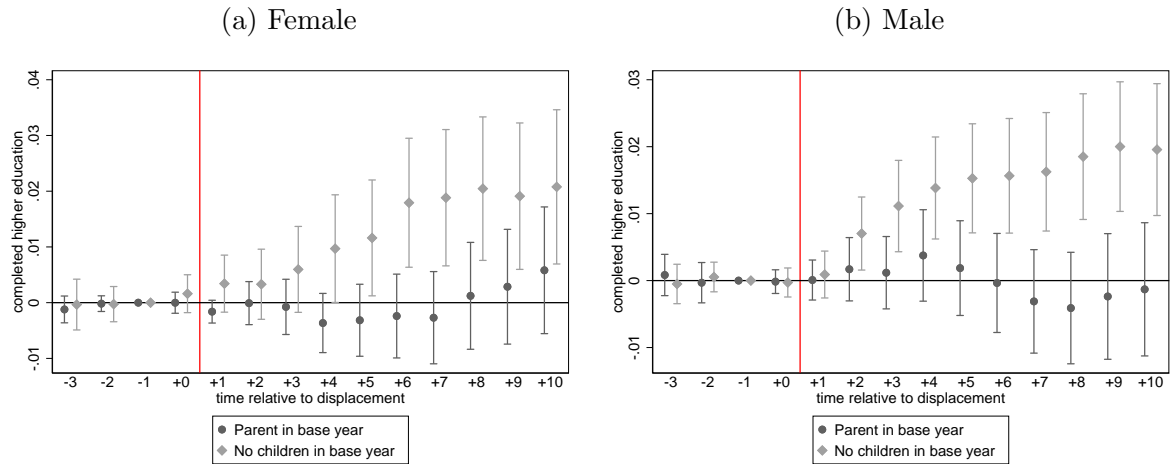 (a) Female
completed higher education
.04
.03
.02
.01
0
-.01
-3 -2 -1 +0 +1 +2 +3 +4 +5 +6 +7 +8 +9 +10
time relative to displacement
Parent in base year
No children in base year
(b) Male
completed higher education
.03
.02
.01
0
-.01
-3 -2 -1 +0 +1 +2 +3 +4 +5 +6 +7 +8 +9 +10
time relative to displacement
Parent in base year
No children in base year